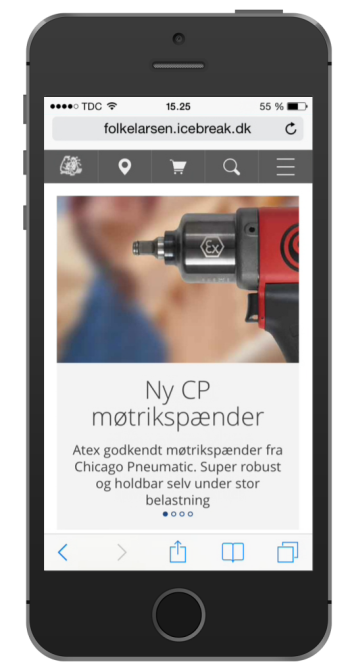 TDC 15.25 55 %
folkelarsen.icebreak.dk
Ex
Ny CP
møtrikspænder
Atex godkendt møtrikspænder fra
Chicago Pneumatic. Super robust
og holdbar selv under stor
belastning